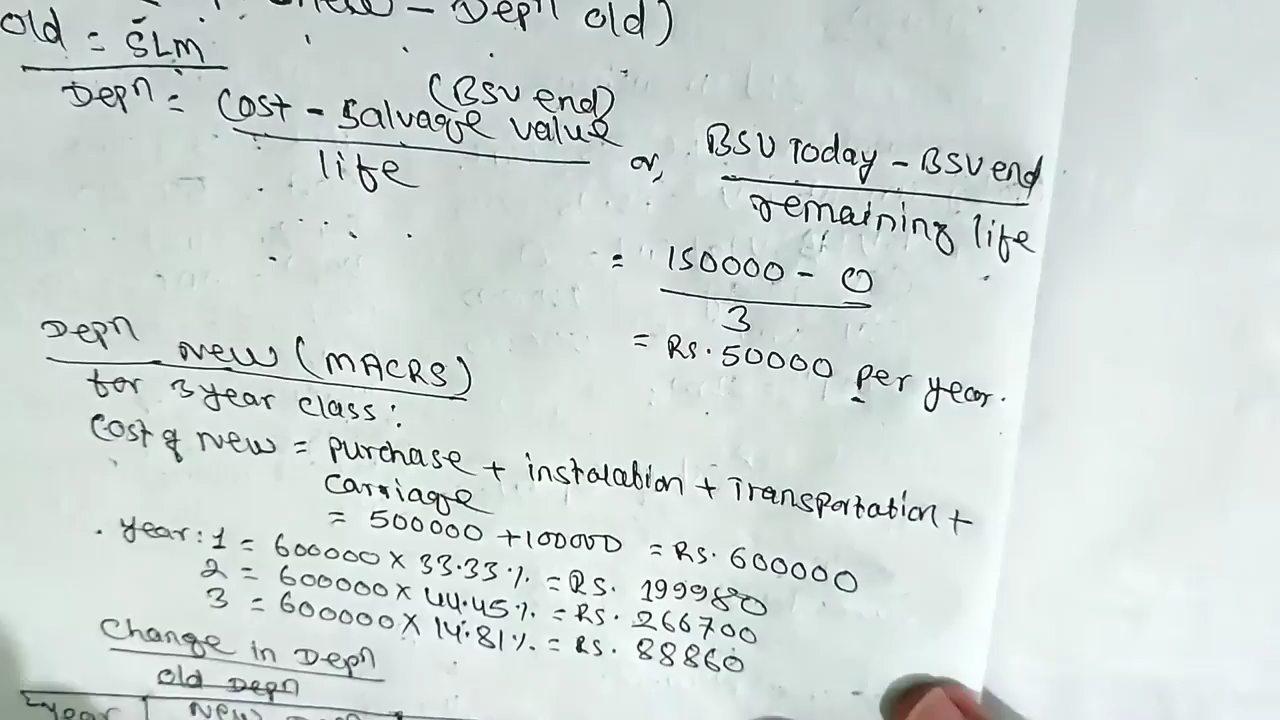 - Depⁿ old)
old = SLM
Depⁿ = Cost - Salvage value (BSV end)
life
or, BSV Today - BSV end
remaining life
= 150000 - 0
3
= Rs. 50000 per year.
Depⁿ New (MACRS)
for 3 year class:
Cost of New = purchase + instalation + Transportation +
carriage
= 500000 + 100000 = Rs. 600000
year: 1 = 600000 × 33.33% = Rs. 199980
2 = 600000 × 44.45% = Rs. 266700
3 = 600000 × 14.81% = Rs. 88860
Change in Depⁿ
old Depⁿ
year New